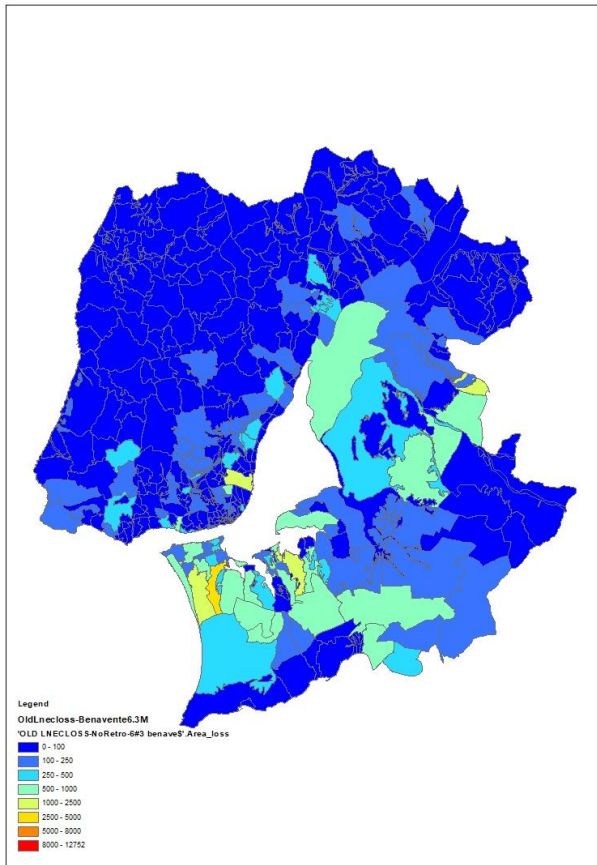 Legend
OldLnecloss-Benavente6.3M
'OLD LNECLOSS-NoRetro-6#3 benave$'.Area_loss
0 - 100
100 - 250
250 - 500
500 - 1000
1000 - 2500
2500 - 5000
5000 - 8000
8000 - 12752